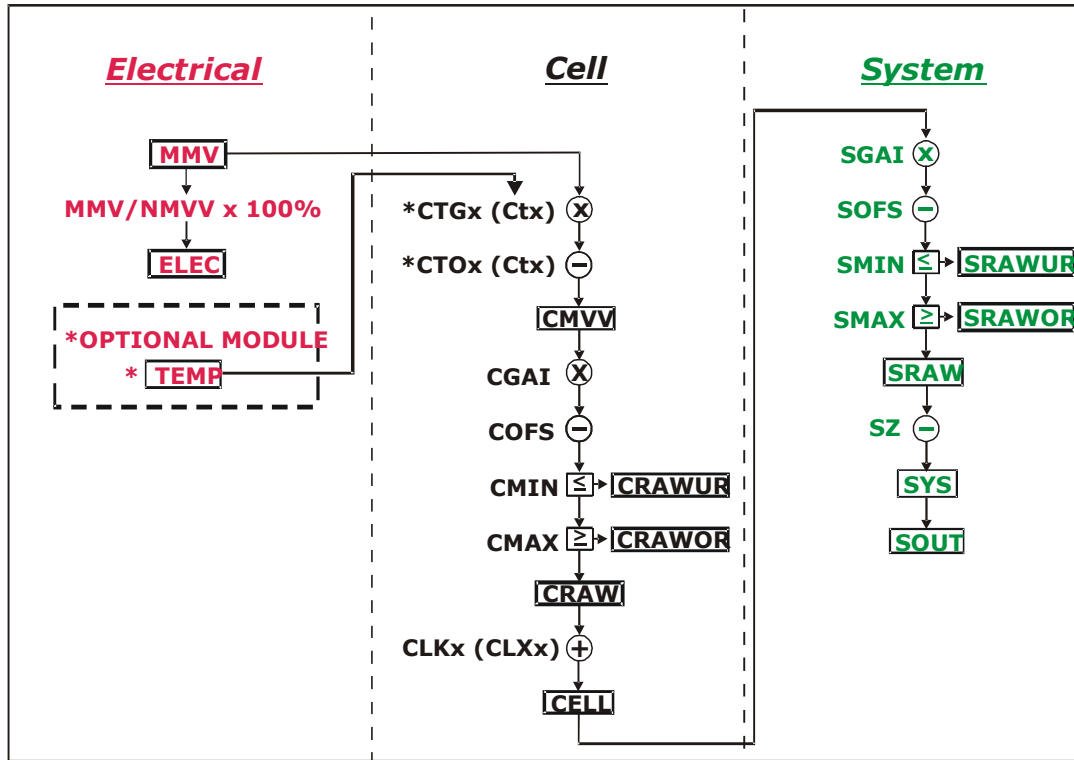 Electrical
MMV
MMV/NMVV x 100%
ELEC
*OPTIONAL MODULE
* TEMP
Cell
*CTGx (Ctx) x
*CTOx (Ctx) −
CMVV
CGAI x
COFS −
CMIN ≤ CRAWUR
CMAX ≥ CRAWOR
CRAW
CLKx (CLXx) +
CELL
System
SGAI x
SOFS −
SMIN ≤ SRAWUR
SMAX ≥ SRAWOR
SRAW
SZ −
SYS
SOUT